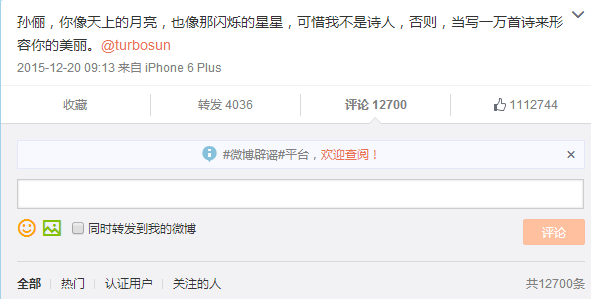 孙俪，你像天上的月亮，也像那闪烁的星星，可惜我不是诗人，否则，当写一万首诗来形
容你的美丽。@turbosun
2015-12-20 09:13 来自 iPhone 6 Plus
收藏 转发 4036 评论 12700 1112744
#微博辟谣#平台，欢迎查阅！
同时转发到我的微博 评论
全部 热门 认证用户 关注的人 共12700条